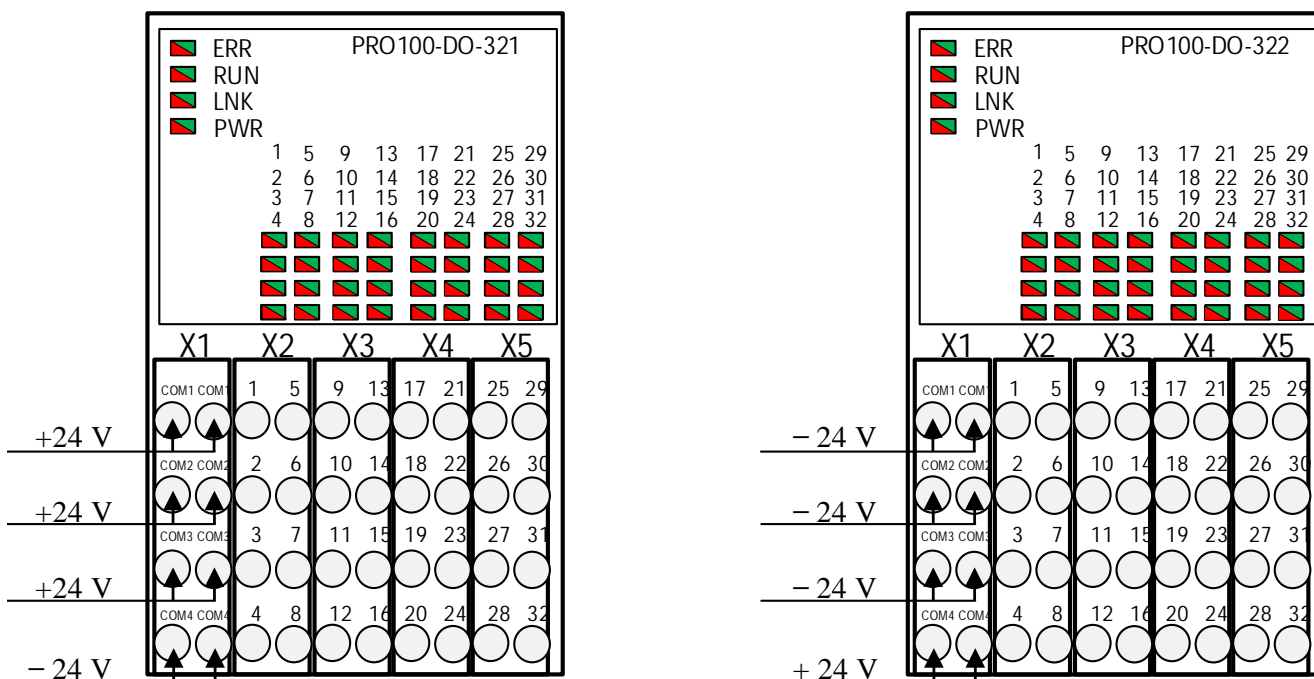 PRO100-DO-321
ERR
RUN
LNK
PWR
1 5 9 13 17 21 25 29
2 6 10 14 18 22 26 30
3 7 11 15 19 23 27 31
4 8 12 16 20 24 28 32
X1 X2 X3 X4 X5
COM1 COM1 1 5 9 13 17 21 25 29
+24 V
COM2 COM2 2 6 10 14 18 22 26 30
+24 V
COM3 COM3 3 7 11 15 19 23 27 31
+24 V
COM4 COM4 4 8 12 16 20 24 28 32
− 24 V
PRO100-DO-322
ERR
RUN
LNK
PWR
1 5 9 13 17 21 25 29
2 6 10 14 18 22 26 30
3 7 11 15 19 23 27 31
4 8 12 16 20 24 28 32
X1 X2 X3 X4 X5
COM1 COM1 1 5 9 13 17 21 25 29
− 24 V
COM2 COM2 2 6 10 14 18 22 26 30
− 24 V
COM3 COM3 3 7 11 15 19 23 27 31
− 24 V
COM4 COM4 4 8 12 16 20 24 28 32
+ 24 V